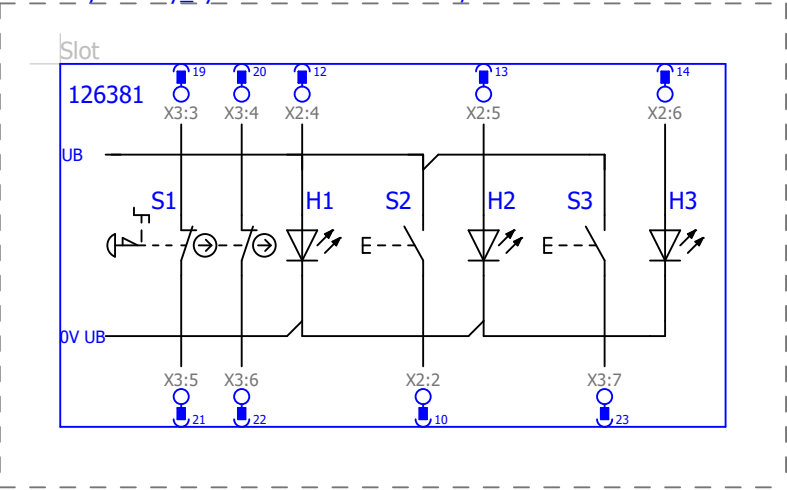 Slot
19 20 12 13 14
126381
X3:3 X3:4 X2:4 X2:5 X2:6
UB
S1 H1 S2 H2 S3 H3
E E
0V UB
X3:5 X3:6 X2:2 X3:7
21 22 10 23